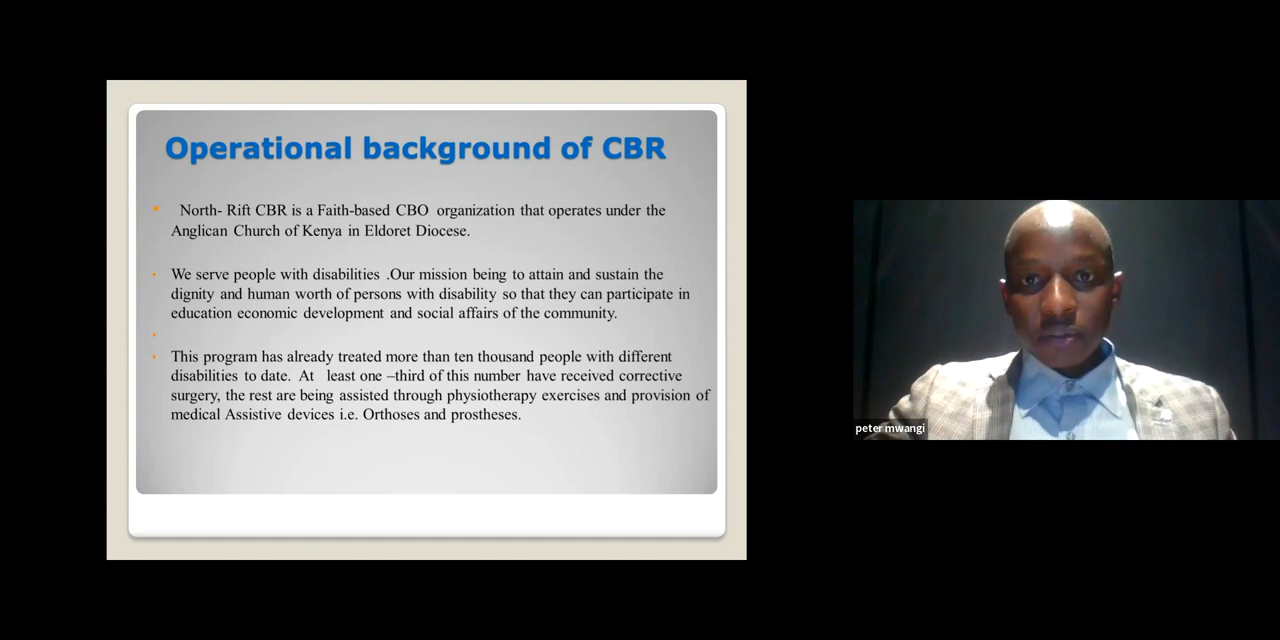 Operational background of CBR
North- Rift CBR is a Faith-based CBO organization that operates under the
Anglican Church of Kenya in Eldoret Diocese.
We serve people with disabilities .Our mission being to attain and sustain the
dignity and human worth of persons with disability so that they can participate in
education economic development and social affairs of the community.
This program has already treated more than ten thousand people with different
disabilities to date. At least one –third of this number have received corrective
surgery, the rest are being assisted through physiotherapy exercises and provision of
medical Assistive devices i.e. Orthoses and prostheses.
peter mwangi